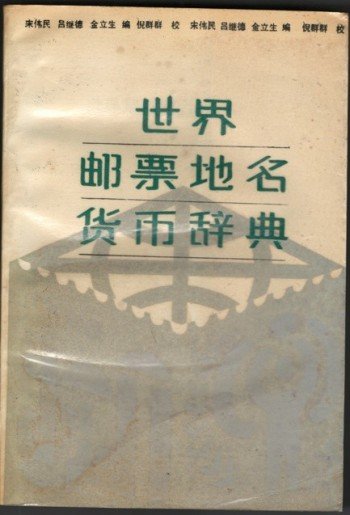 宋伟民 吕继德 金立生 编 倪群群 校 宋伟民 吕继德 金立生 编 倪群群 校
世界
邮票地名
货币辞典